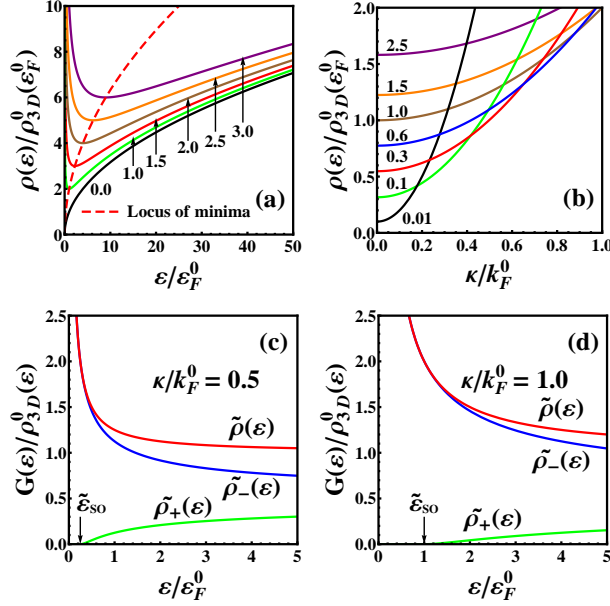 ρ(ε)/ρ⁰₃D(ε⁰F)
10
8
6
4
2
0
0.0
1.0
1.5
2.0
2.5
3.0
Locus of minima
(a)
0 10 20 30 40 50
ε/ε⁰F
ρ(ε)/ρ⁰₃D(ε⁰F)
2.0
1.5
1.0
0.5
0.0
2.5
1.5
1.0
0.6
0.3
0.1
0.01
(b)
0.0 0.2 0.4 0.6 0.8 1.0
κ/k⁰F
G(ε)/ρ⁰₃D(ε)
2.5
2.0
1.5
1.0
0.5
0.0
(c)
κ/k⁰F = 0.5
ρ̃(ε)
ρ̃₋(ε)
ρ̃₊(ε)
ε̃SO
0 1 2 3 4 5
ε/ε⁰F
G(ε)/ρ⁰₃D(ε)
2.5
2.0
1.5
1.0
0.5
0.0
(d)
κ/k⁰F = 1.0
ρ̃(ε)
ρ̃₋(ε)
ρ̃₊(ε)
ε̃SO
0 1 2 3 4 5
ε/ε⁰F